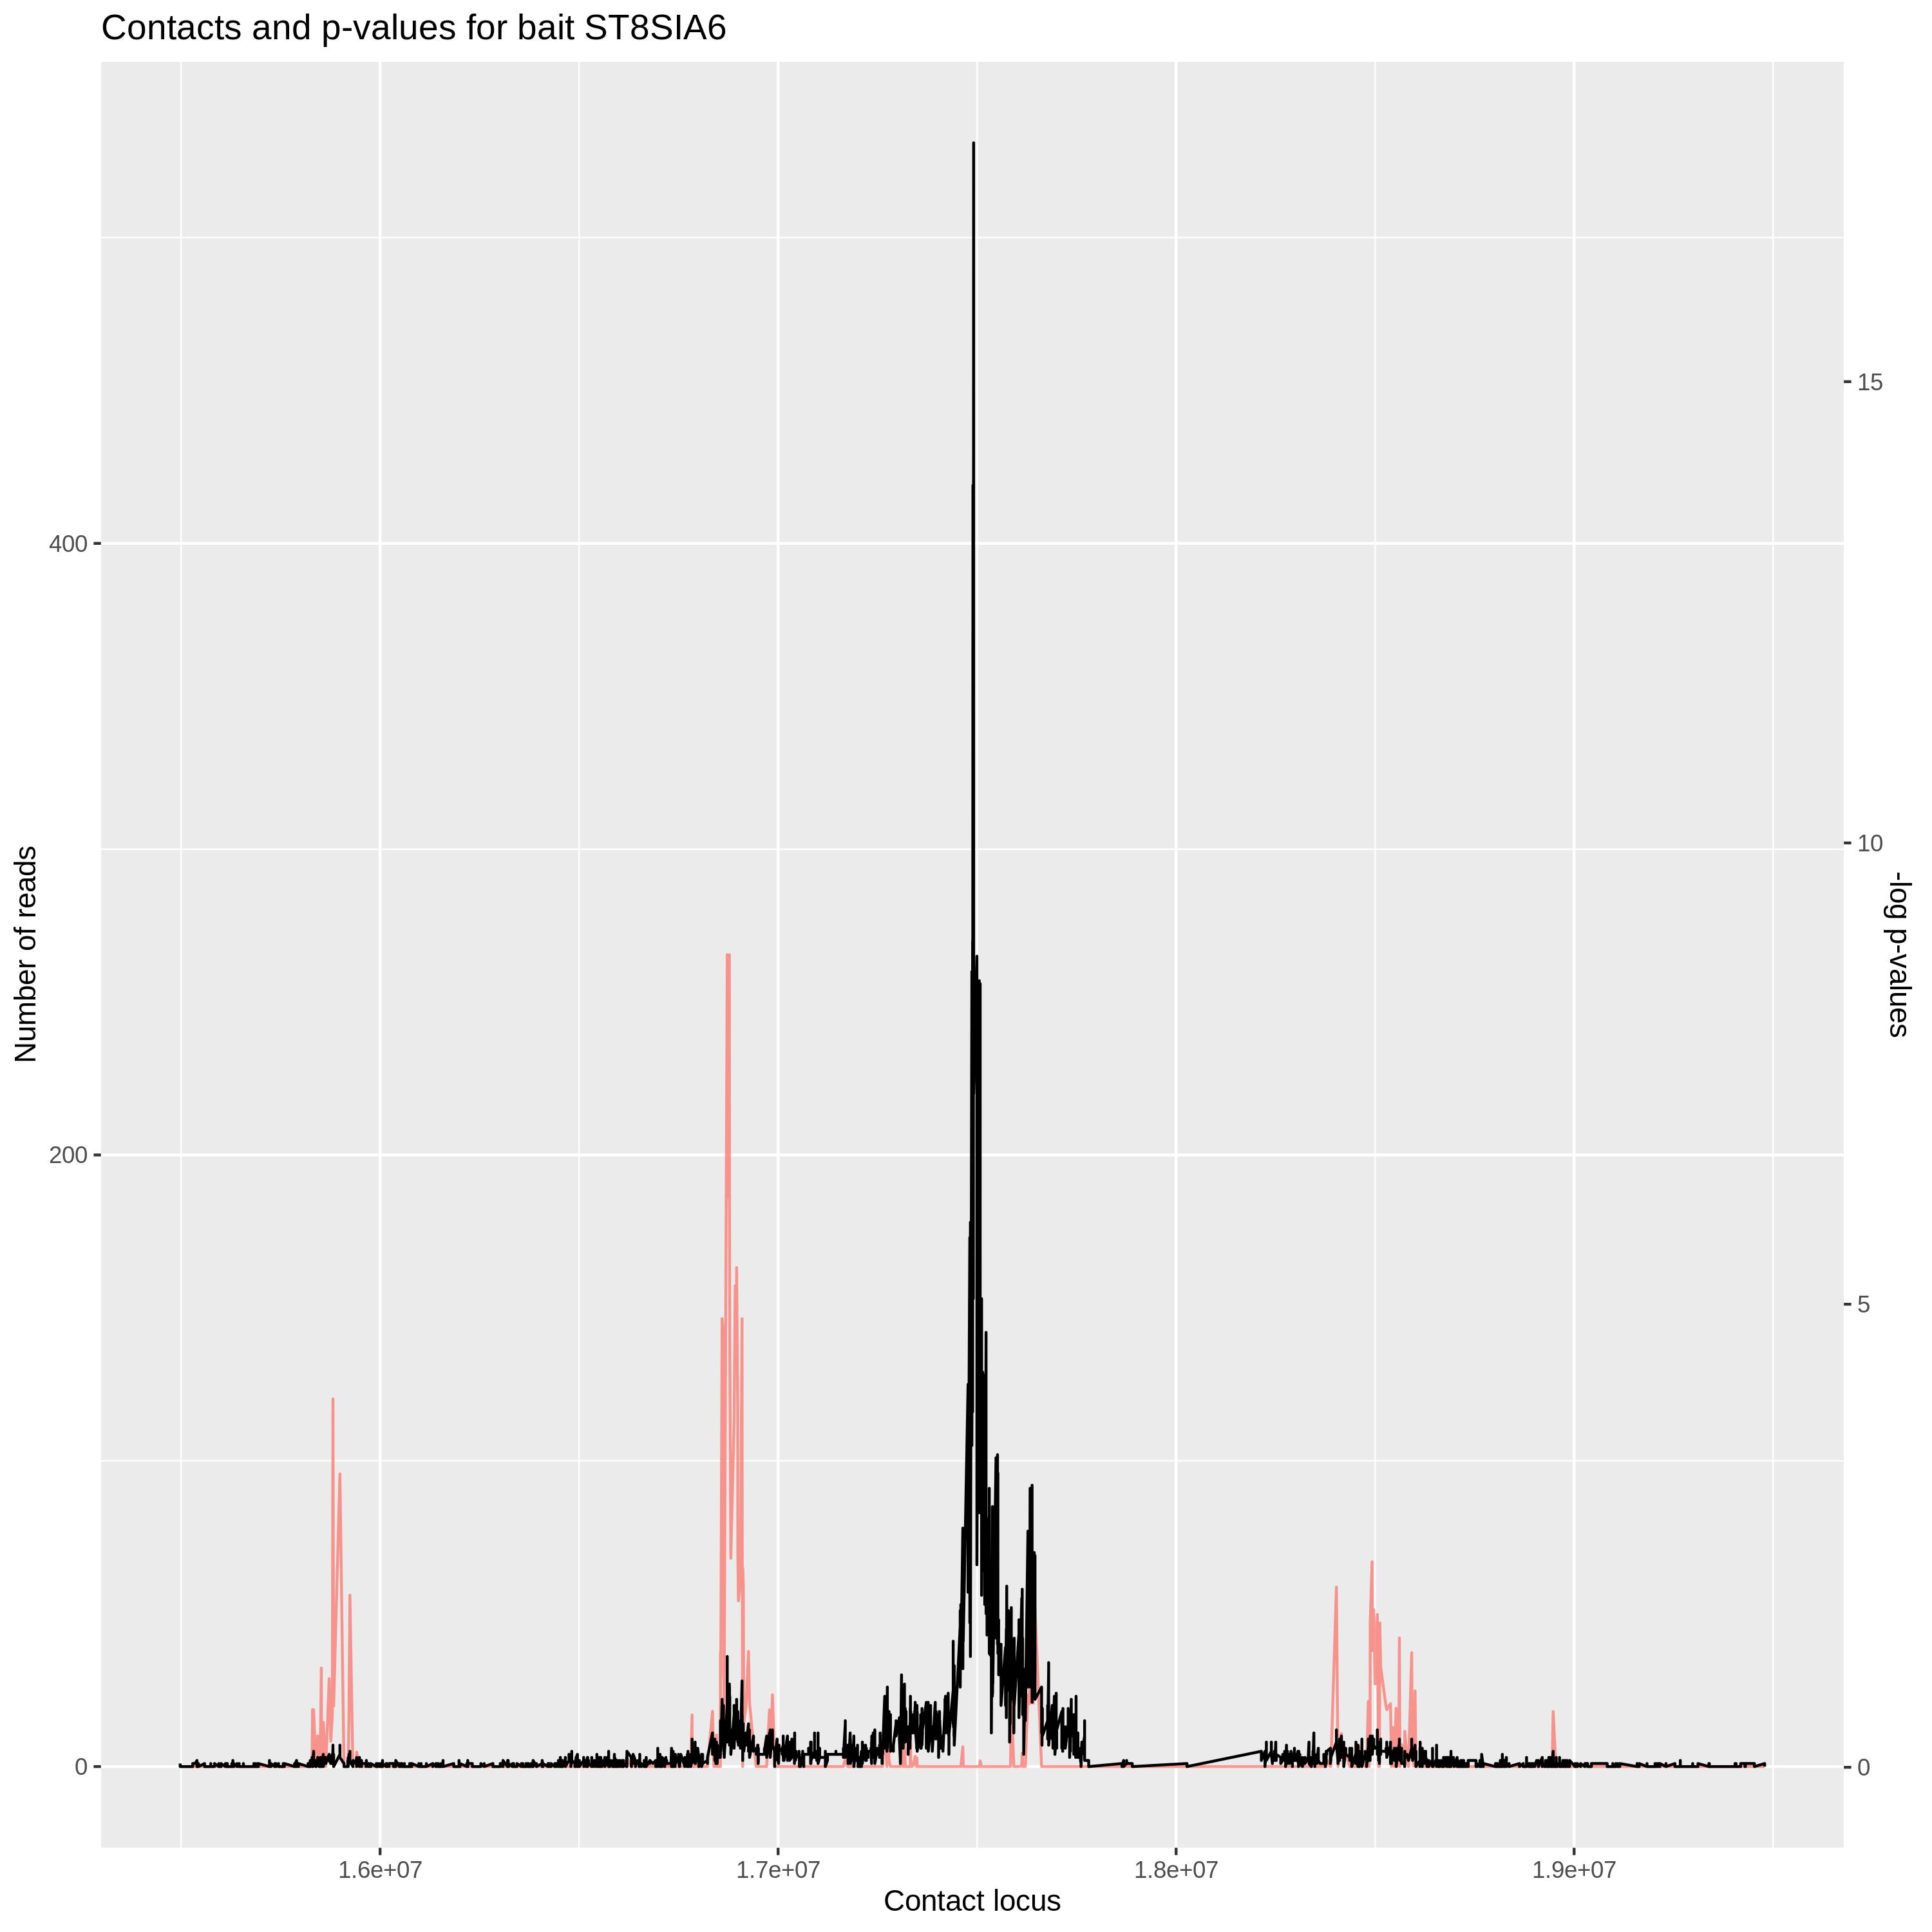 Contacts and p-values for bait ST8SIA6
Number of reads
400
200
0
15
10
5
0
-log p-values
1.6e+07
1.7e+07
1.8e+07
1.9e+07
Contact locus